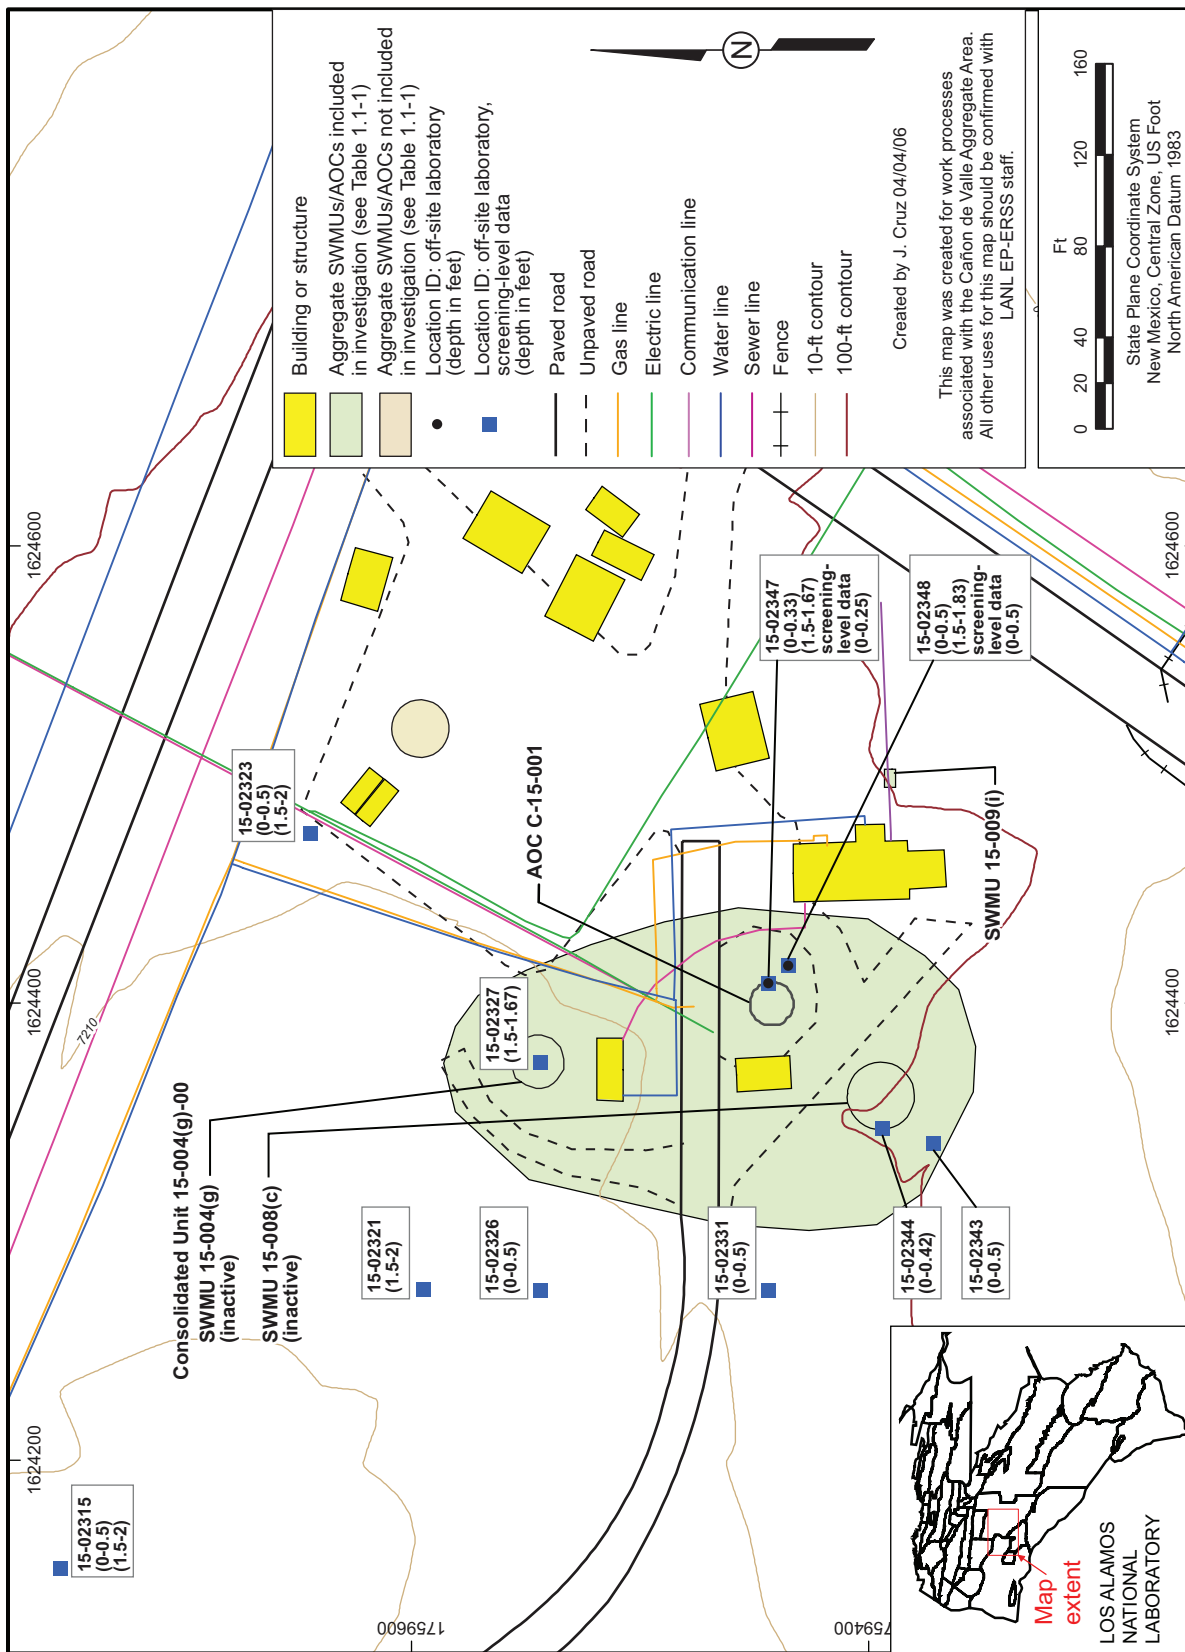 1624200
1624400
1624600
1759600
759400
15-02315
(0-0.5)
(1.5-2)
Consolidated Unit 15-004(g)-00
SWMU 15-004(g)
(inactive)
SWMU 15-008(c)
(inactive)
7210
15-02323
(0-0.5)
(1.5-2)
15-02321
(1.5-2)
15-02326
(0-0.5)
15-02327
(1.5-1.67)
AOC C-15-001
15-02331
(0-0.5)
15-02347
(0-0.33)
(1.5-1.67)
screening-
level data
(0-0.25)
15-02348
(0-0.5)
(1.5-1.83)
screening-
level data
(0-0.5)
15-02344
(0-0.42)
15-02343
(0-0.5)
SWMU 15-009(i)
1624400
1624600
Map
extent
LOS ALAMOS
NATIONAL
LABORATORY
Building or structure
Aggregate SWMUs/AOCs included
in investigation (see Table 1.1-1)
Aggregate SWMUs/AOCs not included
in investigation (see Table 1.1-1)
Location ID: off-site laboratory
(depth in feet)
Location ID: off-site laboratory,
screening-level data
(depth in feet)
Paved road
Unpaved road
Gas line
Electric line
Communication line
Water line
Sewer line
Fence
10-ft contour
100-ft contour
N
Created by J. Cruz 04/04/06
This map was created for work processes
associated with the Cañon de Valle Aggregate Area.
All other uses for this map should be confirmed with
LANL EP-ERSS staff.
Ft
0 20 40 80 120 160
State Plane Coordinate System
New Mexico, Central Zone, US Foot
North American Datum 1983